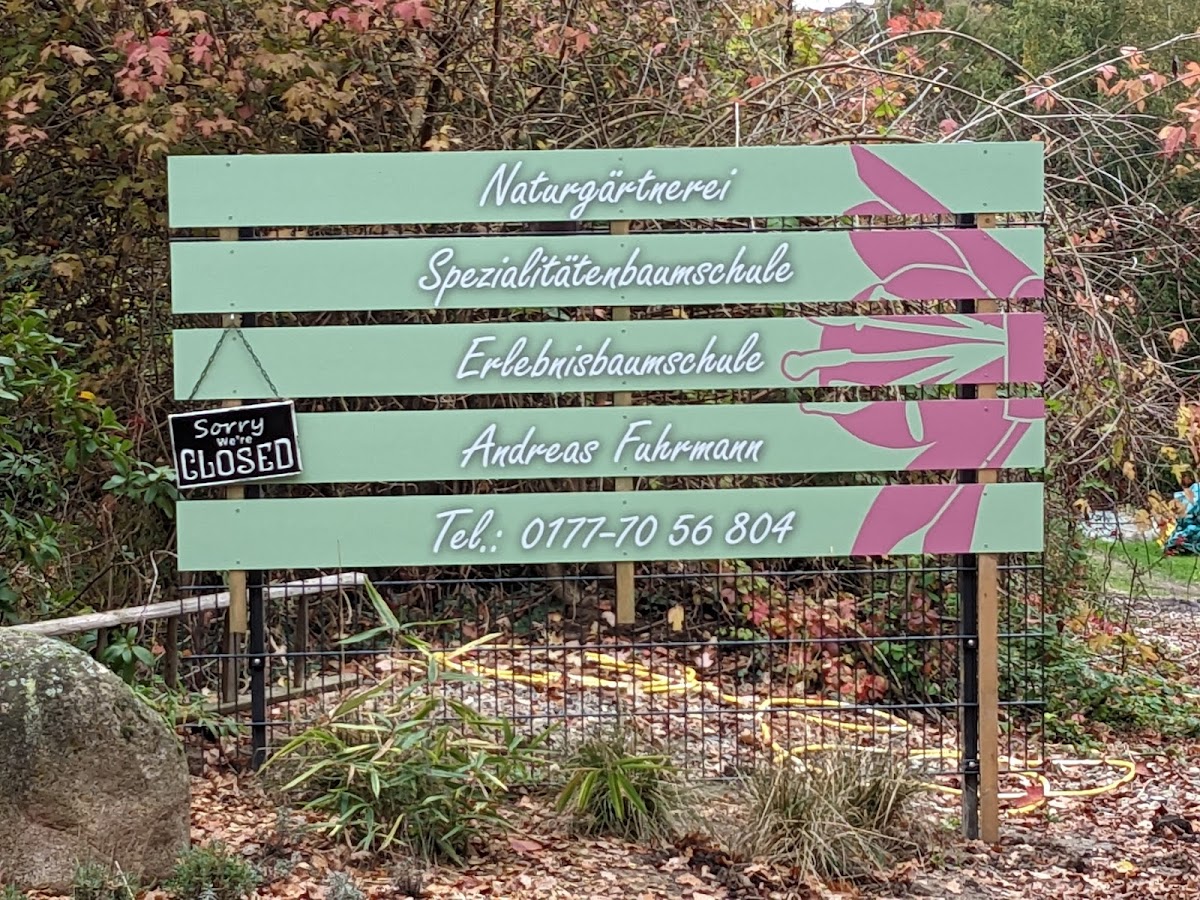 Naturgärtnerei
Spezialitätenbaumschule
Erlebnisbaumschule
Andreas Fuhrmann
Tel.: 0177-70 56 804
Sorry
We're
CLOSED